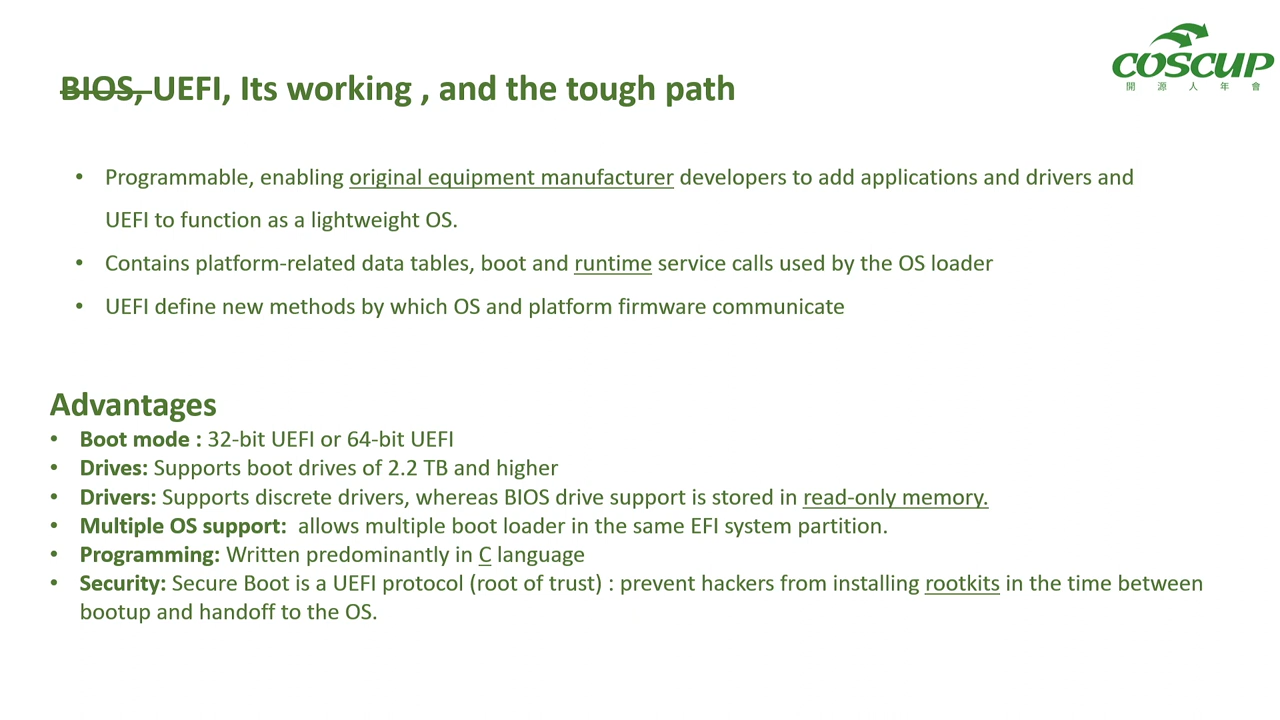 COSCUP
開源人年會
BIOS, UEFI, Its working , and the tough path
• Programmable, enabling original equipment manufacturer developers to add applications and drivers and
UEFI to function as a lightweight OS.
• Contains platform-related data tables, boot and runtime service calls used by the OS loader
• UEFI define new methods by which OS and platform firmware communicate
Advantages
• Boot mode : 32-bit UEFI or 64-bit UEFI
• Drives: Supports boot drives of 2.2 TB and higher
• Drivers: Supports discrete drivers, whereas BIOS drive support is stored in read-only memory.
• Multiple OS support:  allows multiple boot loader in the same EFI system partition.
• Programming: Written predominantly in C language
• Security: Secure Boot is a UEFI protocol (root of trust) : prevent hackers from installing rootkits in the time between
bootup and handoff to the OS.